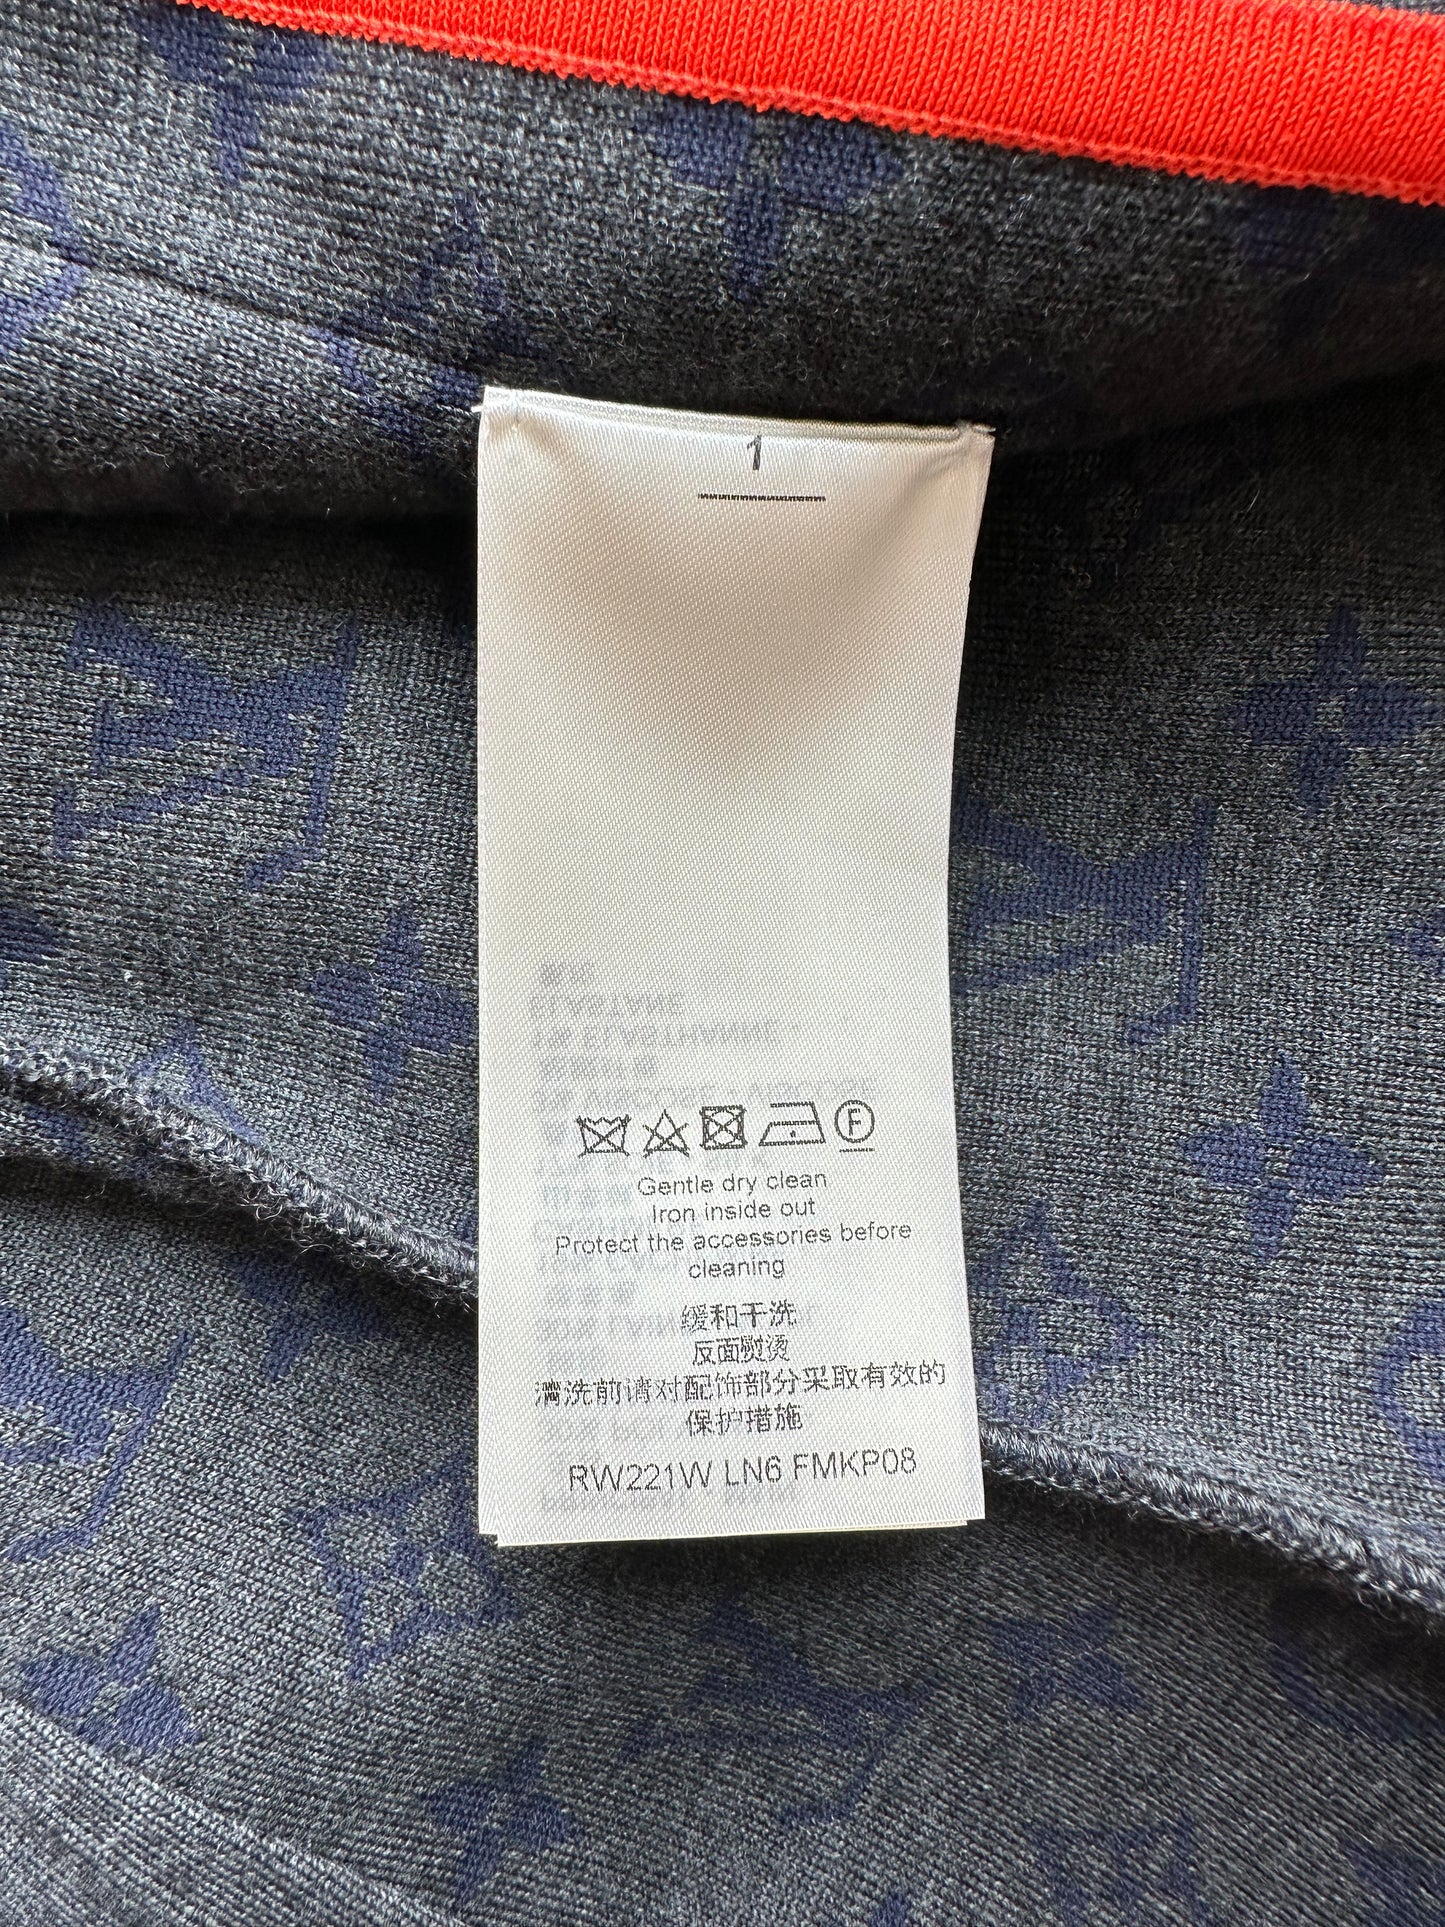 1
F
Gentle dry clean
Iron inside out
Protect the accessories before
cleaning
缓和干洗
反面熨烫
清洗前请对配饰部分采取有效的
保护措施
RW221W LN6 FMKP08